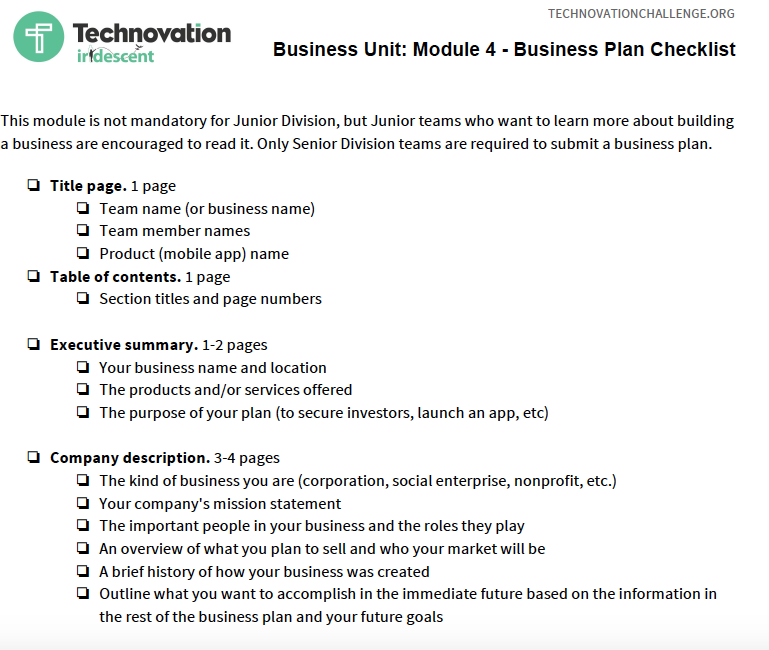 TECHNOVATIONCHALLENGE.ORG
Technovation
iridescent
Business Unit: Module 4 - Business Plan Checklist
This module is not mandatory for Junior Division, but Junior teams who want to learn more about building
a business are encouraged to read it. Only Senior Division teams are required to submit a business plan.
❏ Title page. 1 page
❏ Team name (or business name)
❏ Team member names
❏ Product (mobile app) name
❏ Table of contents. 1 page
❏ Section titles and page numbers
❏ Executive summary. 1-2 pages
❏ Your business name and location
❏ The products and/or services offered
❏ The purpose of your plan (to secure investors, launch an app, etc)
❏ Company description. 3-4 pages
❏ The kind of business you are (corporation, social enterprise, nonprofit, etc.)
❏ Your company's mission statement
❏ The important people in your business and the roles they play
❏ An overview of what you plan to sell and who your market will be
❏ A brief history of how your business was created
❏ Outline what you want to accomplish in the immediate future based on the information in
the rest of the business plan and your future goals